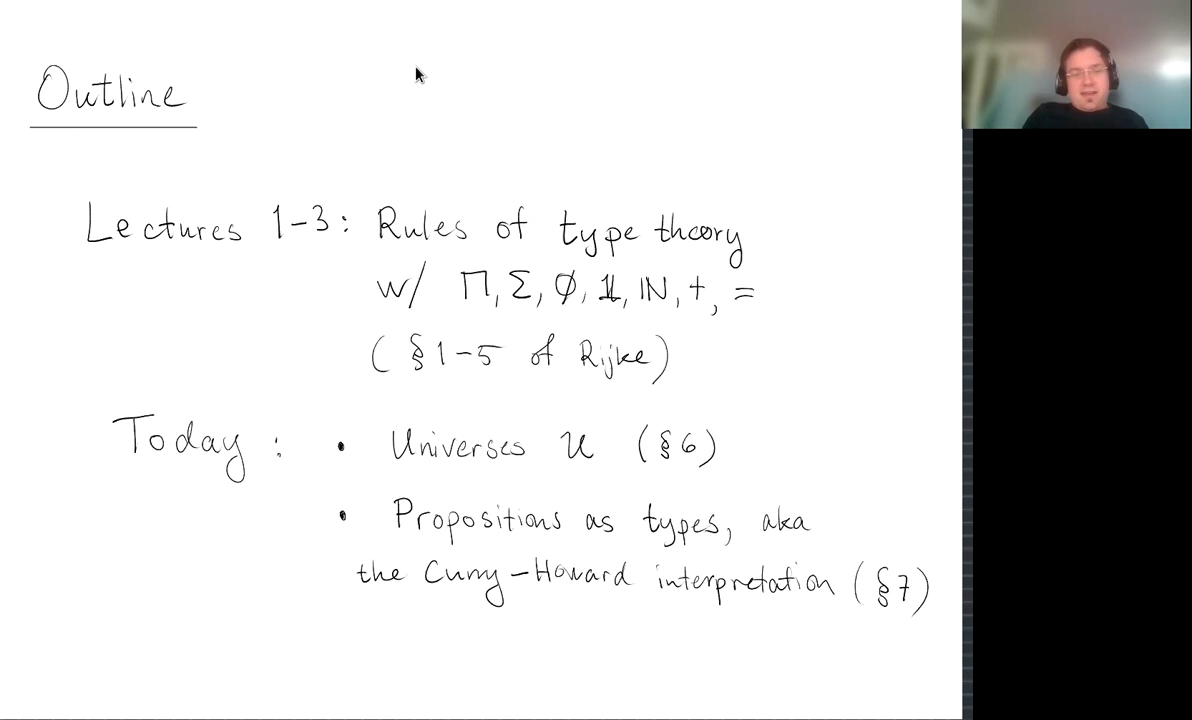 Outline
Lectures 1-3: Rules of type theory
w/ Π, Σ, ∅, 𝟙, ℕ, +, =
(§1-5 of Rijke)
Today: • Universes 𝒰 (§6)
• Propositions as types, aka
the Curry-Howard interpretation (§7)